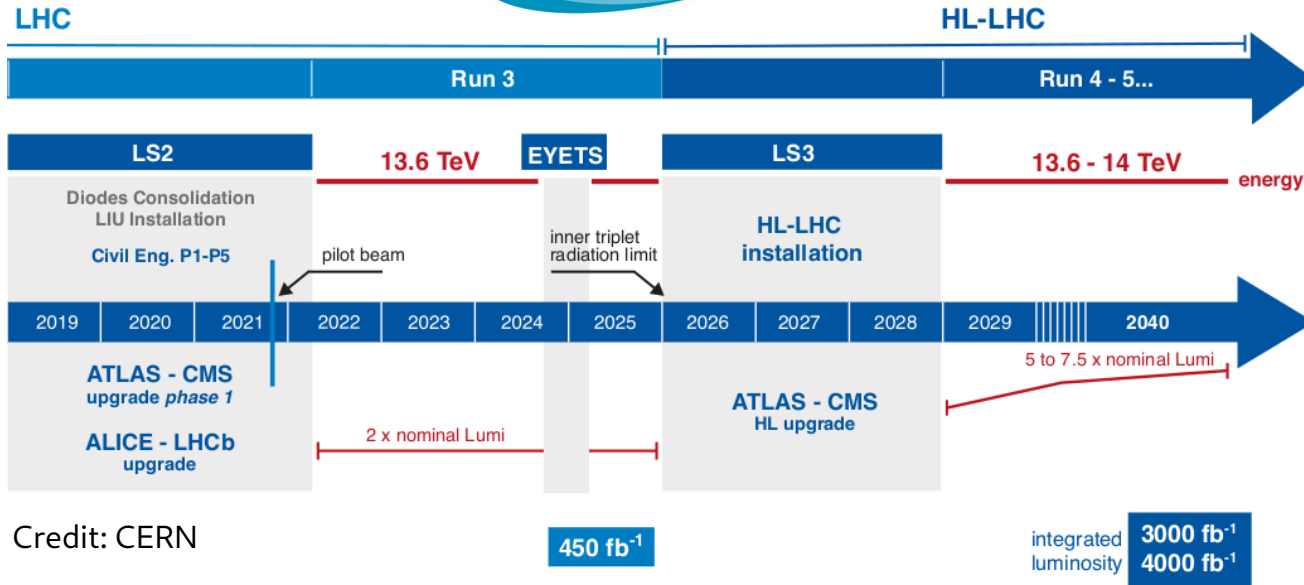 LHC
HL-LHC
Run 3
Run 4 - 5...
LS2
13.6 TeV
EYETS
LS3
13.6 - 14 TeV
energy
Diodes Consolidation
LIU Installation
Civil Eng. P1-P5
pilot beam
inner triplet
radiation limit
HL-LHC
installation
2019
2020
2021
2022
2023
2024
2025
2026
2027
2028
2029
2040
5 to 7.5 x nominal Lumi
ATLAS - CMS
upgrade phase 1
ALICE - LHCb
upgrade
2 x nominal Lumi
ATLAS - CMS
HL upgrade
Credit: CERN
450 fb⁻¹
integrated
luminosity
3000 fb⁻¹
4000 fb⁻¹